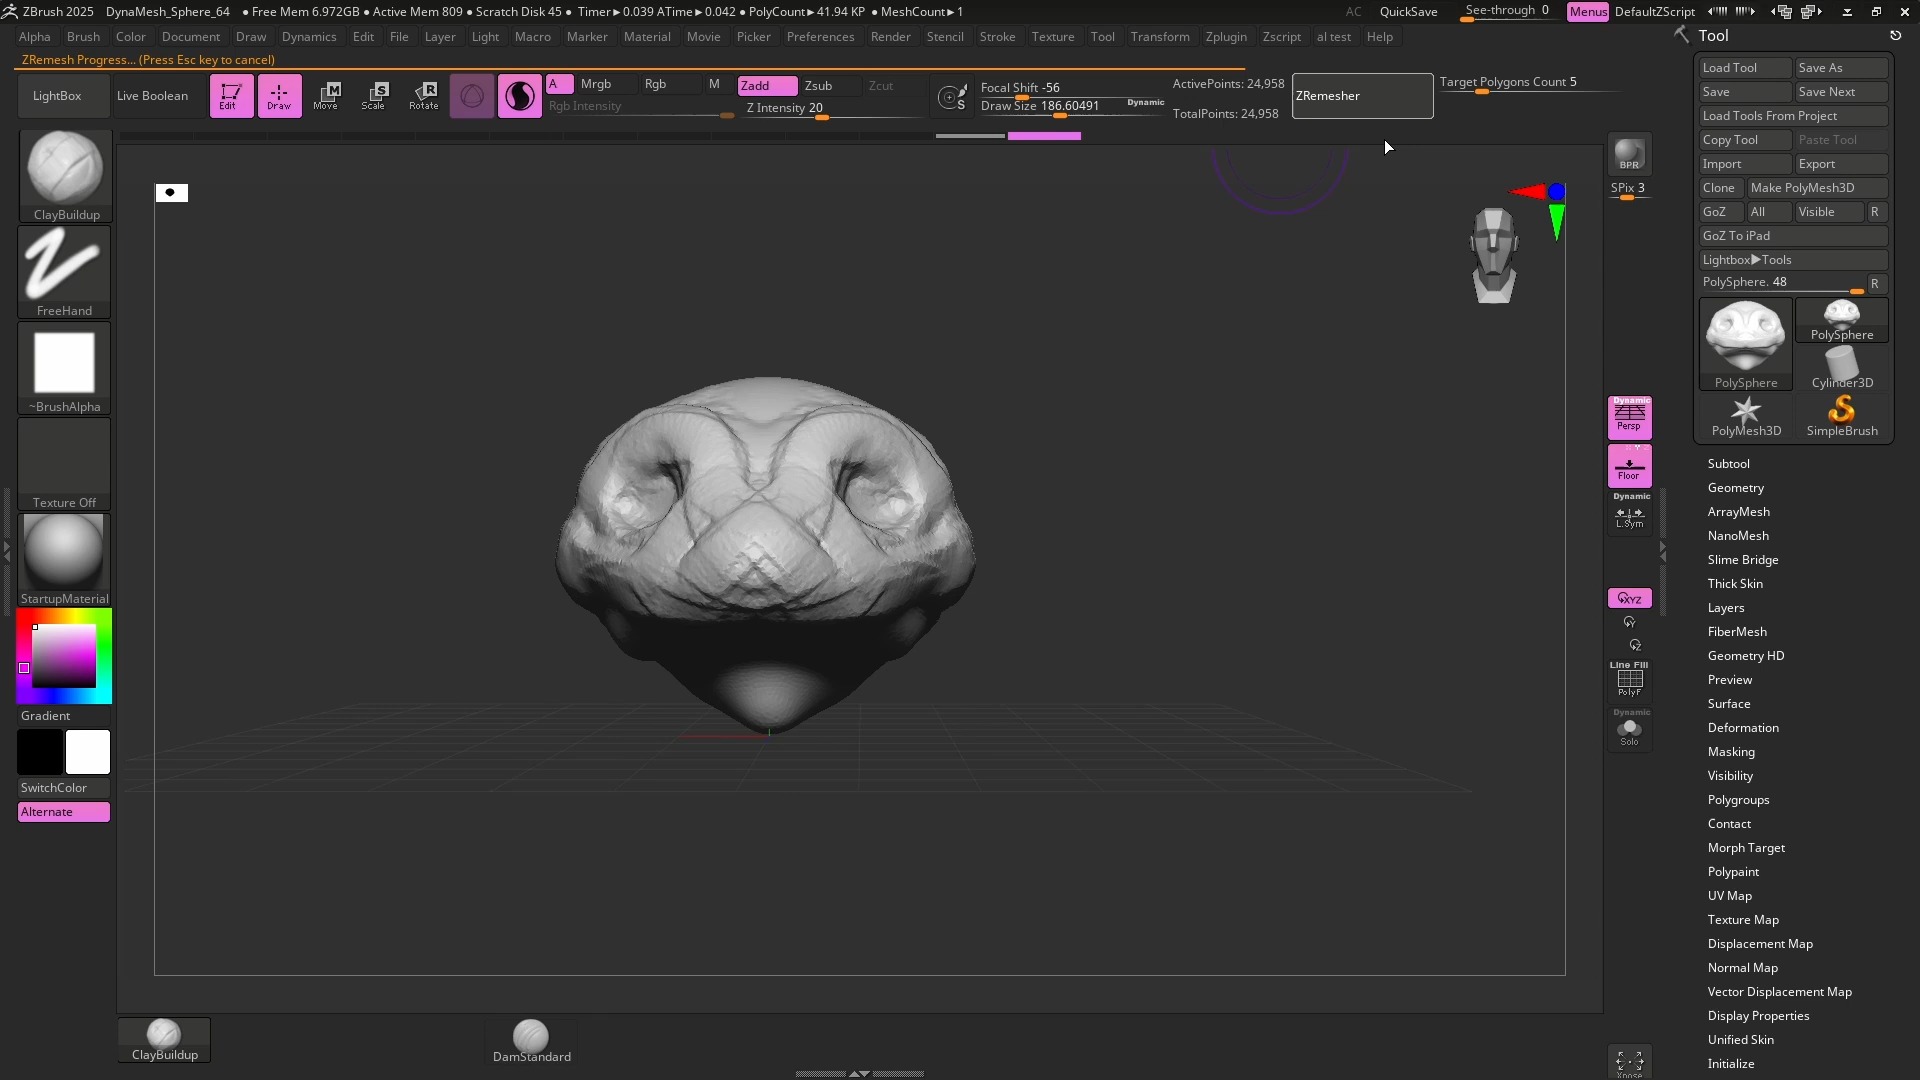 ZBrush 2025 DynaMesh_Sphere_64 ● Free Mem 6.972GB ● Active Mem 809 ● Scratch Disk 45 ● Timer►0.039 ATime►0.042 ● PolyCount►41.94 KP ● MeshCount►1 AC QuickSave See-through 0 Menus DefaultZScript
Alpha Brush Color Document Draw Dynamics Edit File Layer Light Macro Marker Material Movie Picker Preferences Render Stencil Stroke Texture Tool Transform Zplugin Zscript al test Help
ZRemesh Progress... (Press Esc key to cancel)
LightBox
Live Boolean
Edit
Draw
Move
Scale
Rotate
A Mrgb Rgb M
Rgb Intensity
Zadd Zsub Zcut
Z Intensity 20
Focal Shift -56
Draw Size 186.60491 Dynamic
ActivePoints: 24,958
TotalPoints: 24,958
ZRemesher
Target Polygons Count 5
ClayBuildup
FreeHand
~BrushAlpha
Texture Off
StartupMaterial
Gradient
SwitchColor
Alternate
BPR
SPix 3
Dynamic
Persp
Floor
Dynamic
L.Sym
XYZ
Y
Z
Line Fill
PolyF
Dynamic
Solo
Xpose
Tool
Load Tool Save As
Save Save Next
Load Tools From Project
Copy Tool Paste Tool
Import Export
Clone Make PolyMesh3D
GoZ All Visible R
GoZ To iPad
Lightbox►Tools
PolySphere. 48 R
PolySphere
PolySphere
Cylinder3D
PolyMesh3D
SimpleBrush
Subtool
Geometry
ArrayMesh
NanoMesh
Slime Bridge
Thick Skin
Layers
FiberMesh
Geometry HD
Preview
Surface
Deformation
Masking
Visibility
Polygroups
Contact
Morph Target
Polypaint
UV Map
Texture Map
Displacement Map
Normal Map
Vector Displacement Map
Display Properties
Unified Skin
Initialize
ClayBuildup
DamStandard